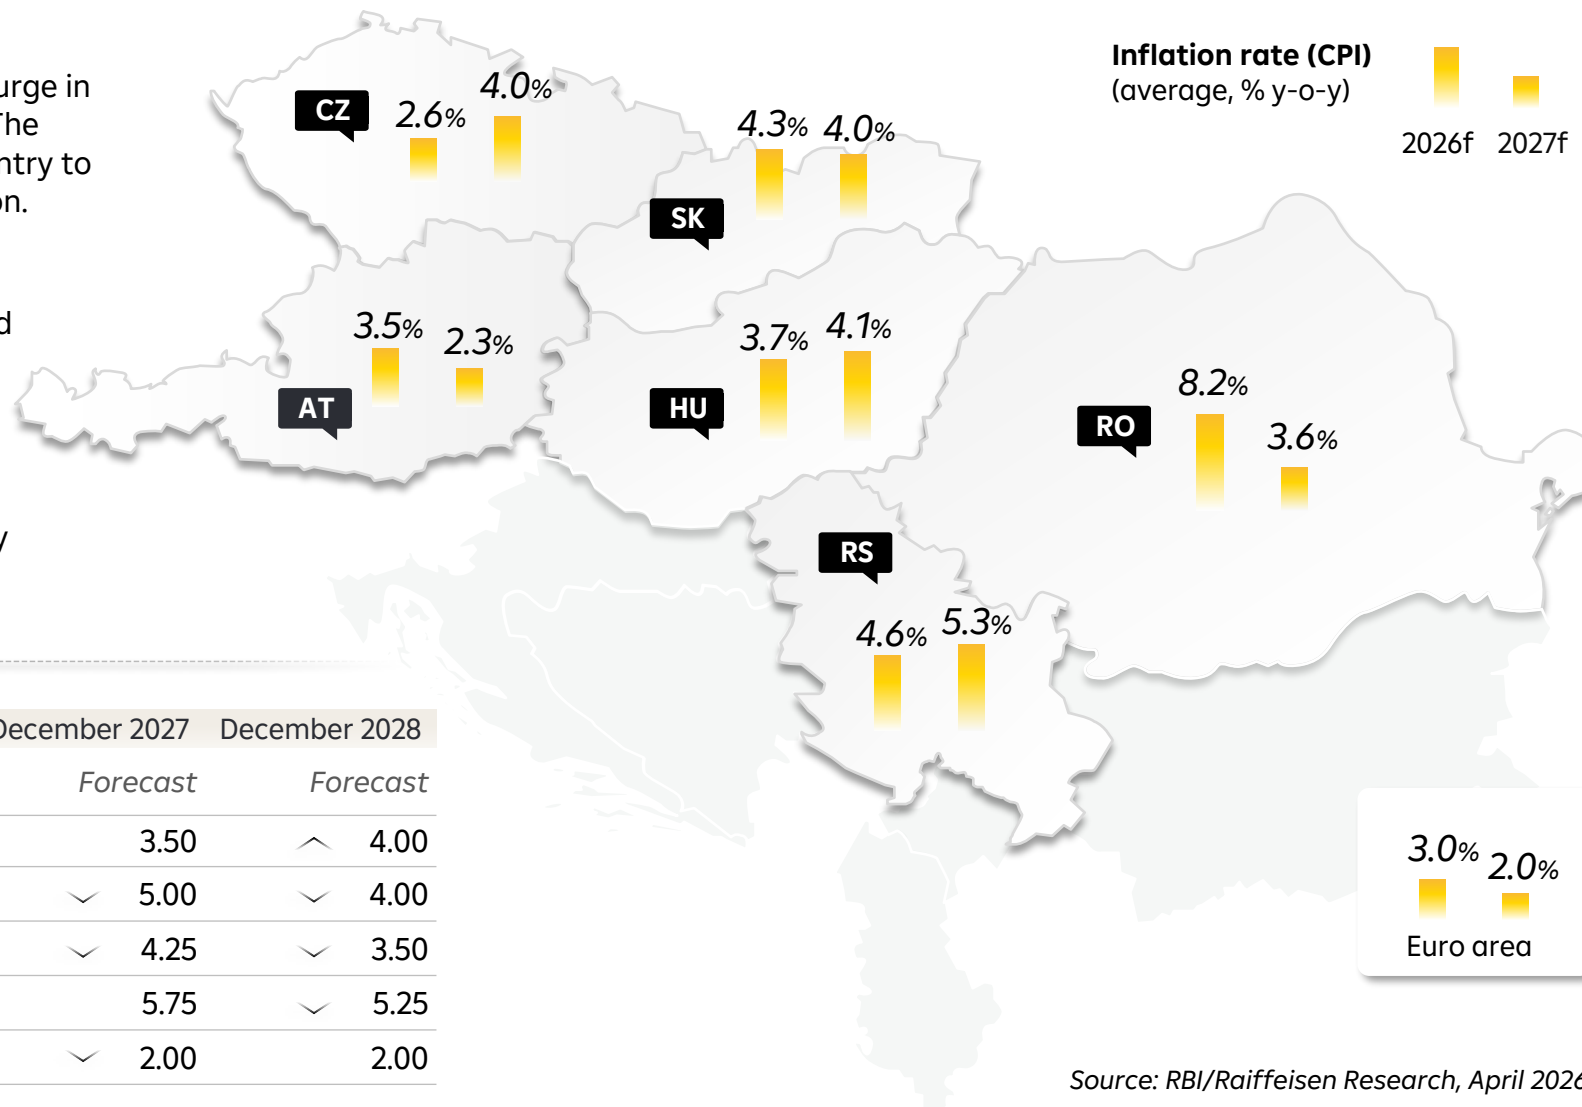 urge in
The
ntry to
on.
d
y
Inflation rate (CPI)
(average, % y-o-y)
2026f 2027f
CZ
2.6% 4.0%
SK
4.3% 4.0%
AT
3.5% 2.3%
HU
3.7% 4.1%
RO
8.2% 3.6%
RS
4.6% 5.3%
December 2027 December 2028
Forecast Forecast
3.50 4.00
5.00 4.00
4.25 3.50
5.75 5.25
2.00 2.00
3.0% 2.0%
Euro area
Source: RBI/Raiffeisen Research, April 2026